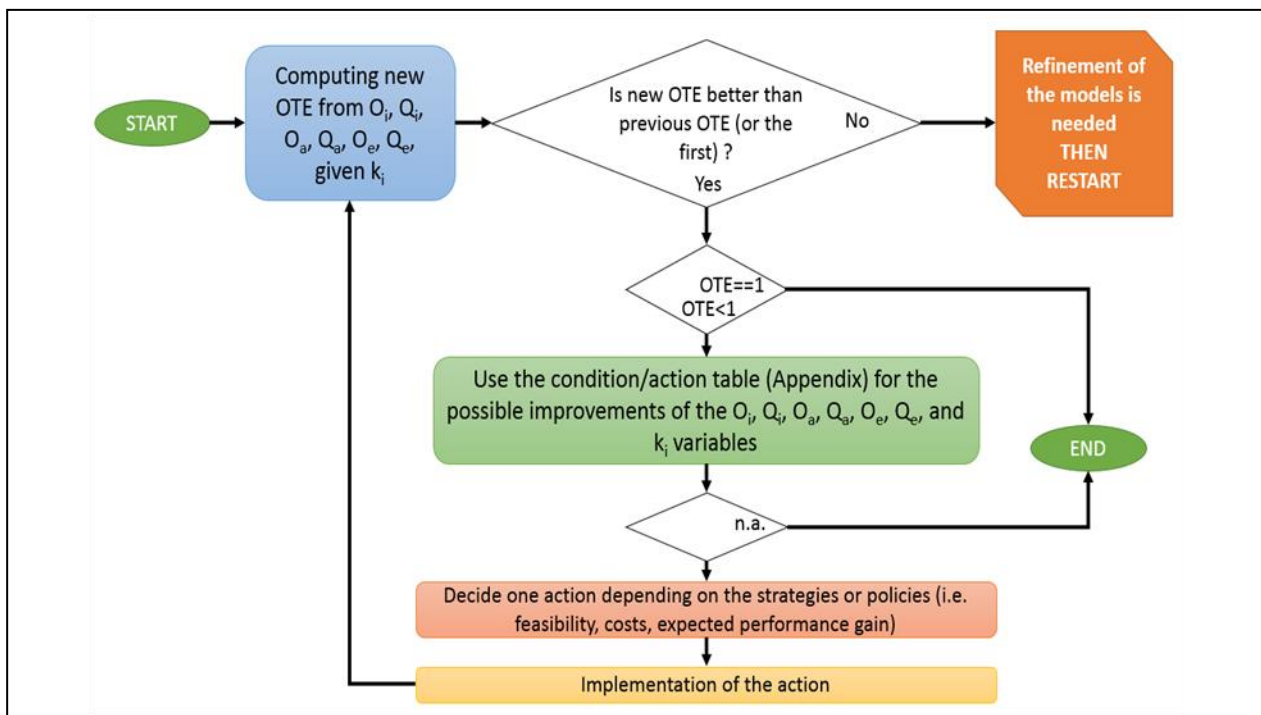 START
Computing new
OTE from Oi, Qi,
Oa, Qa, Oe, Qe,
given ki
Is new OTE better than
previous OTE (or the
first) ?
No
Yes
Refinement of
the models is
needed
THEN
RESTART
OTE==1
OTE<1
Use the condition/action table (Appendix) for the
possible improvements of the Oi, Qi, Oa, Qa, Oe, Qe, and
ki variables
END
n.a.
Decide one action depending on the strategies or policies (i.e.
feasibility, costs, expected performance gain)
Implementation of the action